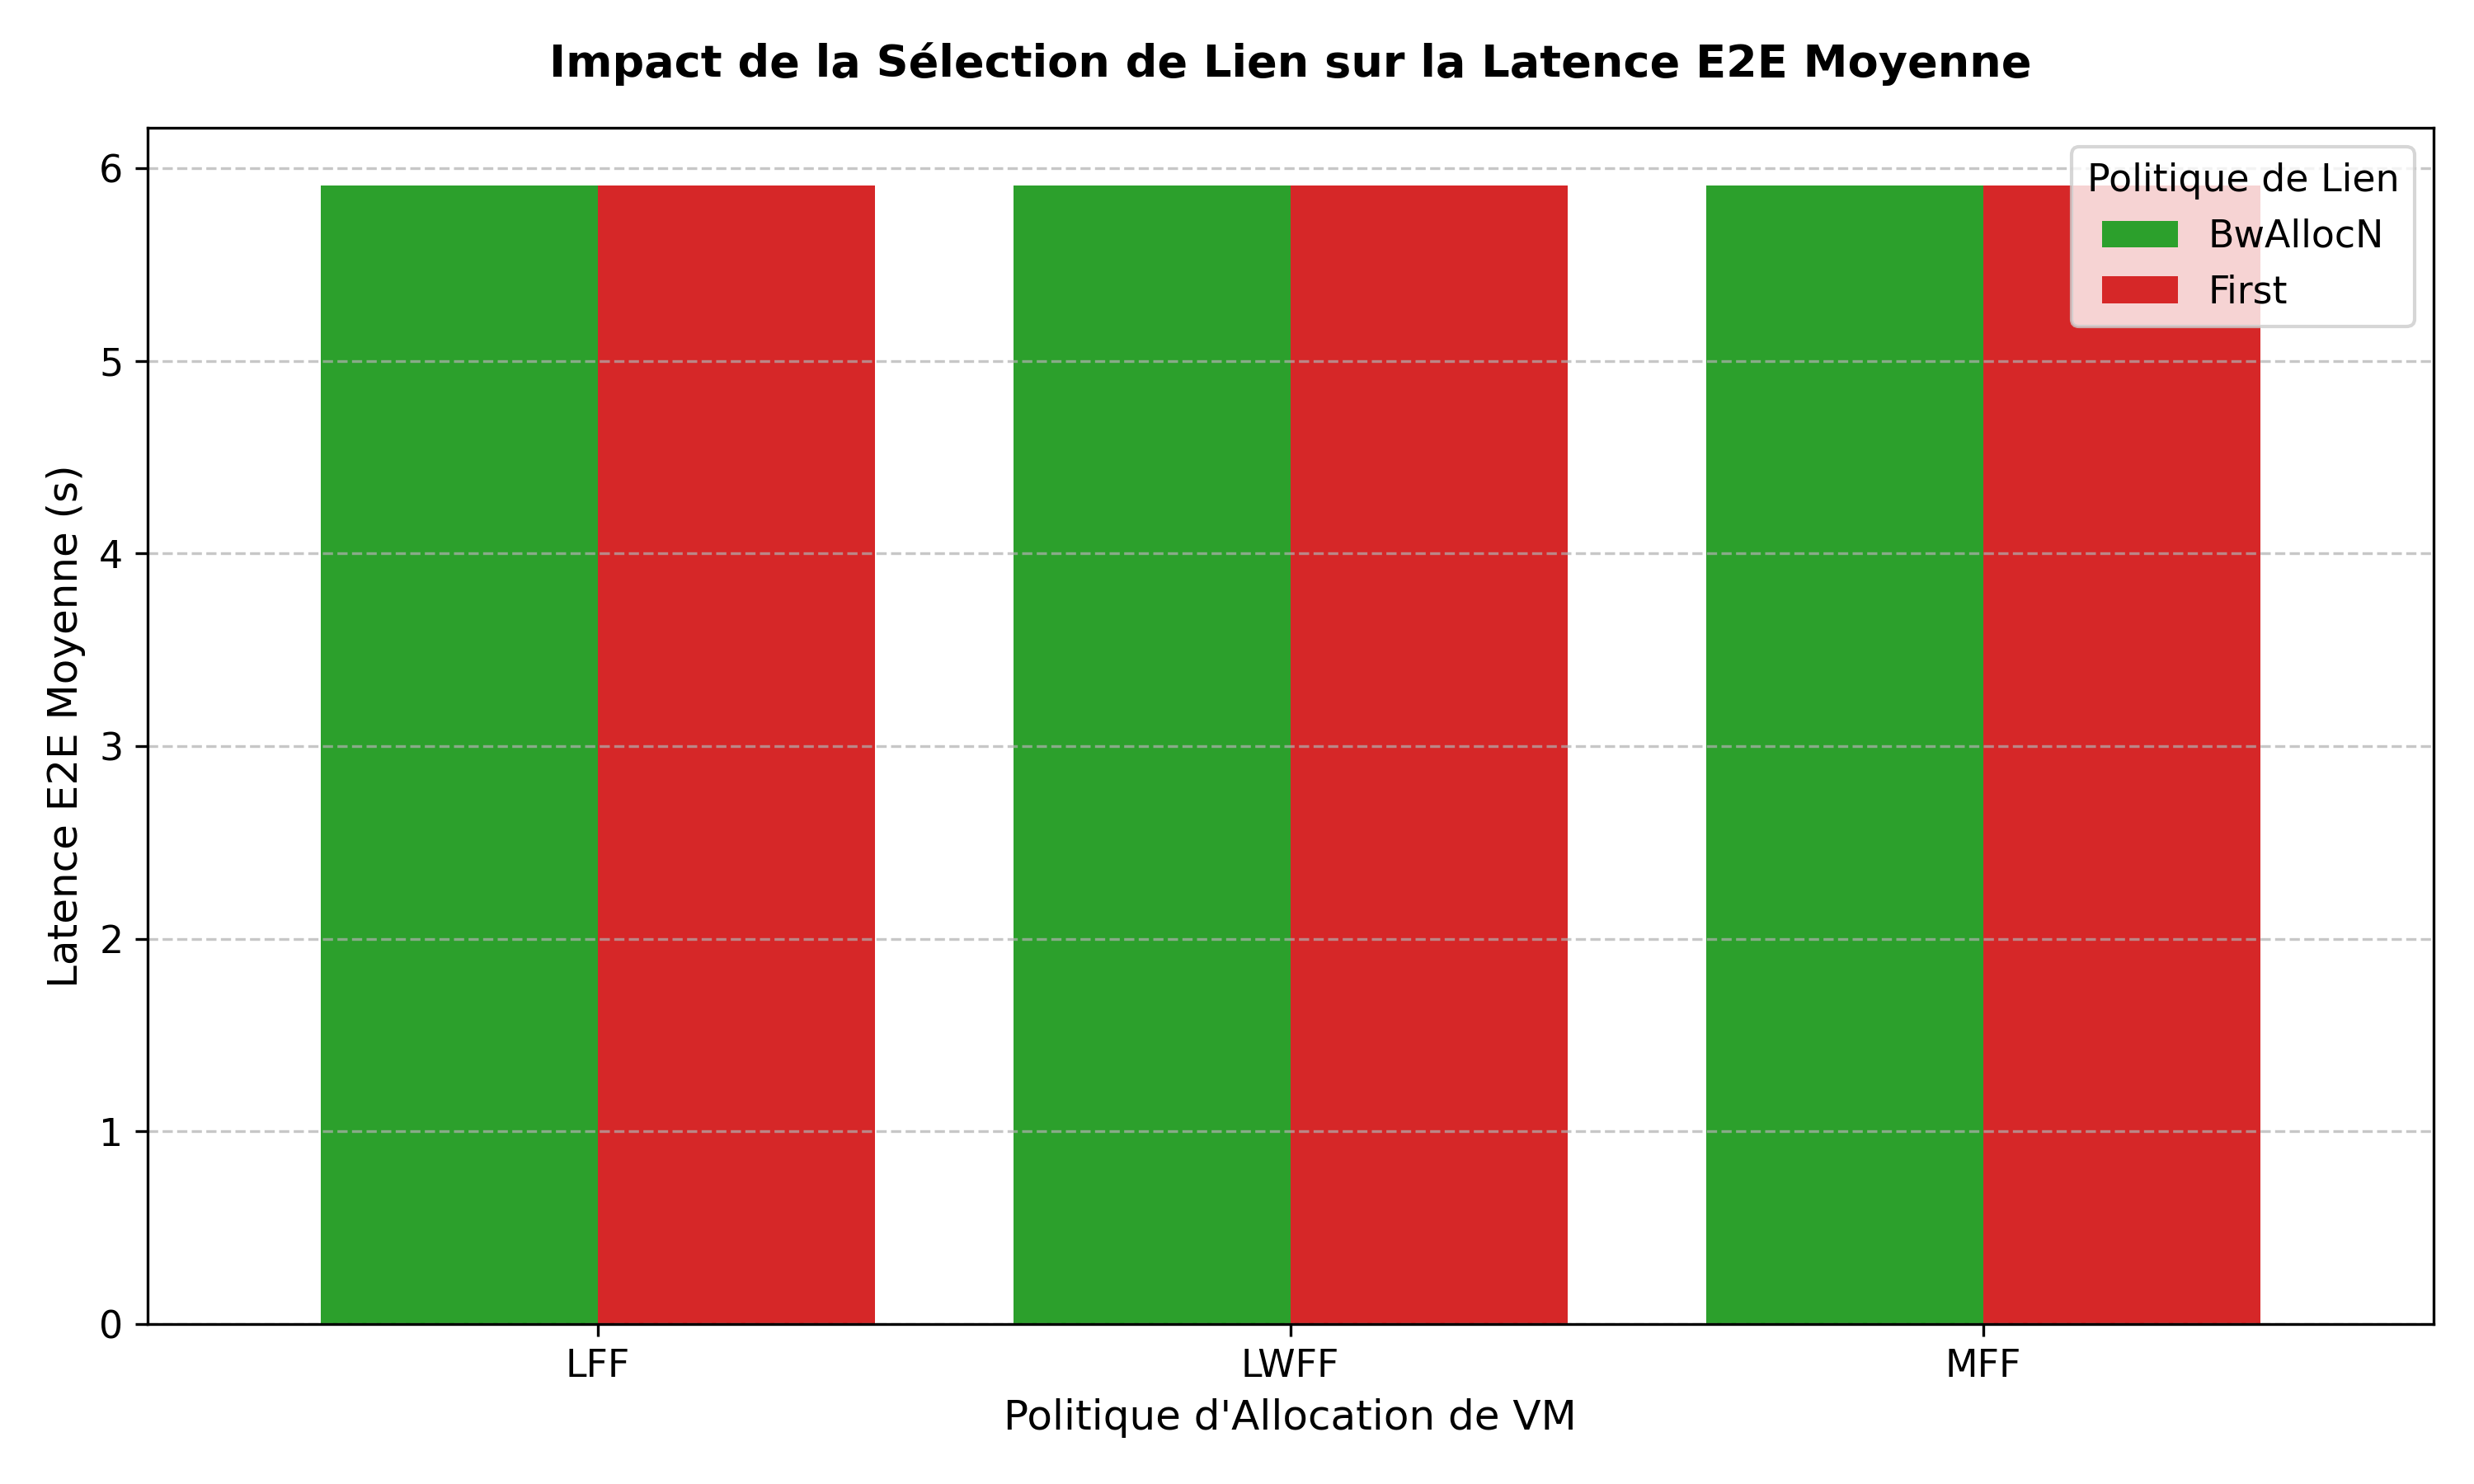 Impact de la Sélection de Lien sur la Latence E2E Moyenne
Latence E2E Moyenne (s)
6
5
4
3
2
1
0
Politique de Lien
BwAllocN
First
LFF
LWFF
MFF
Politique d'Allocation de VM